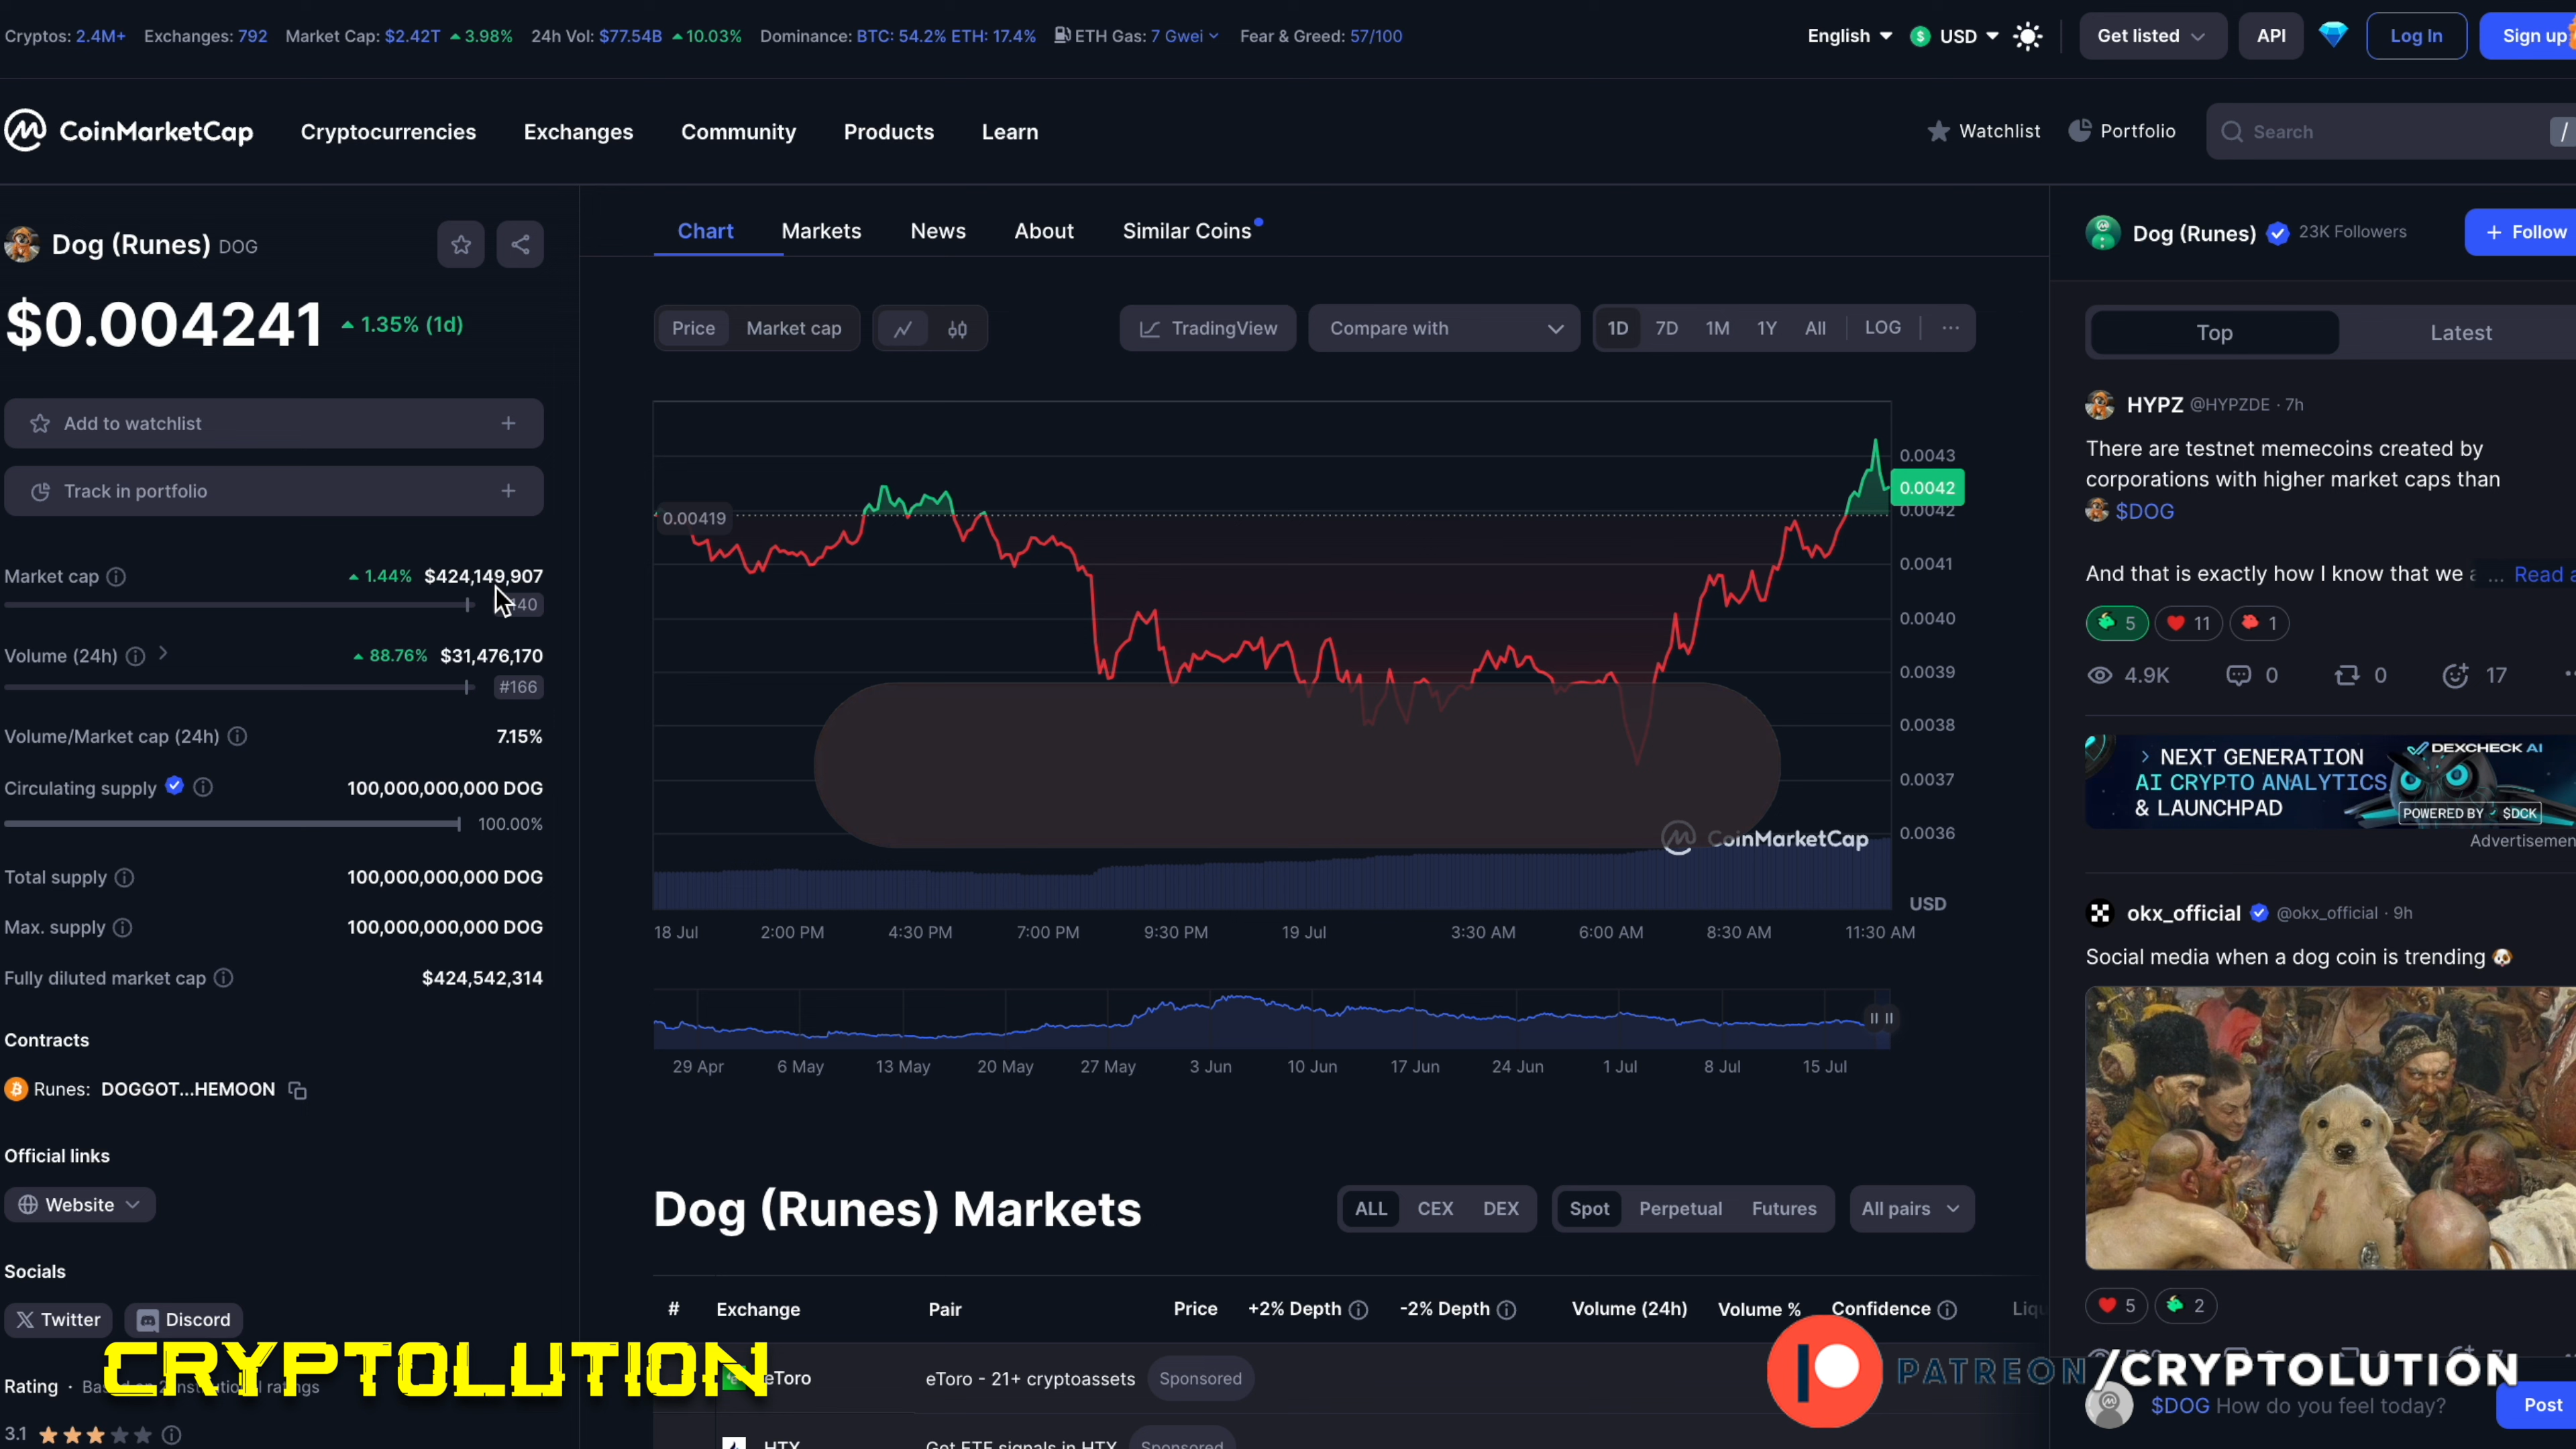 Cryptos: 2.4M+ Exchanges: 792 Market Cap: $2.42T 3.98% 24h Vol: $77.54B 10.03% Dominance: BTC: 54.2% ETH: 17.4% ETH Gas: 7 Gwei Fear & Greed: 57/100
English USD Get listed API Log In Sign up
CoinMarketCap Cryptocurrencies Exchanges Community Products Learn
Watchlist Portfolio Search /
Dog (Runes) DOG
$0.004241 1.35% (1d)
Add to watchlist +
Track in portfolio +
Market cap 1.44% $424,149,907
Volume (24h) 88.76% $31,476,170
#166
Volume/Market cap (24h) 7.15%
Circulating supply 100,000,000,000 DOG
100.00%
Total supply 100,000,000,000 DOG
Max. supply 100,000,000,000 DOG
Fully diluted market cap $424,542,314
Contracts
Runes: DOGGOT...HEMOON
Official links
Website
Socials
Twitter Discord
CRYPTOLUTION
Rating
3.1
Chart Markets News About Similar Coins
Price Market cap TradingView Compare with 1D 7D 1M 1Y All LOG ...
0.00419
0.0043
0.0042
0.0042
0.0041
0.0040
0.0039
0.0038
0.0037
0.0036
CoinMarketCap
USD
18 Jul 2:00 PM 4:30 PM 7:00 PM 9:30 PM 19 Jul 3:30 AM 6:00 AM 8:30 AM 11:30 AM
29 Apr 6 May 13 May 20 May 27 May 3 Jun 10 Jun 17 Jun 24 Jun 1 Jul 8 Jul 15 Jul
Dog (Runes) Markets ALL CEX DEX Spot Perpetual Futures All pairs
# Exchange Pair Price +2% Depth -2% Depth Volume (24h) Volume % Confidence
eToro eToro - 21+ cryptoassets Sponsored
HTX Get ETF signals in HTX Sponsored
Dog (Runes) 23K Followers + Follow
Top Latest
HYPZ @HYPZDE · 7h
There are testnet memecoins created by
corporations with higher market caps than
$DOG
And that is exactly how I know that we ... Read
5 11 1
4.9K 0 0 17
> NEXT GENERATION
AI CRYPTO ANALYTICS
& LAUNCHPAD
DEXCHECK AI
POWERED BY - $DCK
okx_official @okx_official · 9h
Social media when a dog coin is trending
5 2
PATREON/CRYPTOLUTION
$DOG How do you feel today? Post